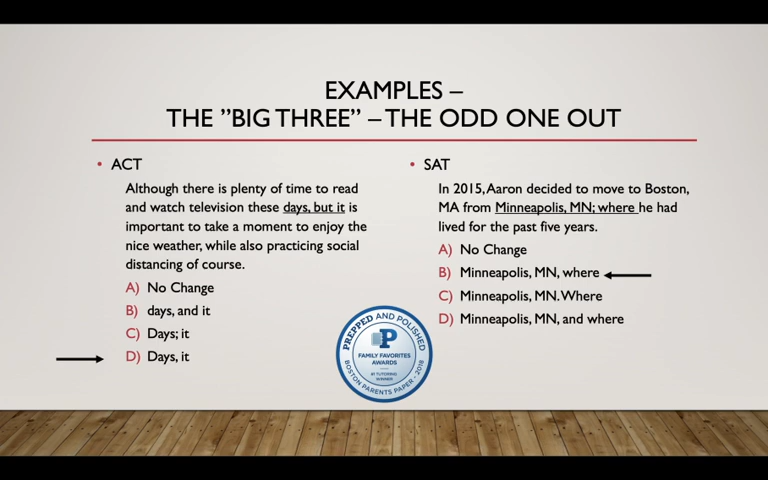 EXAMPLES –
THE ”BIG THREE” – THE ODD ONE OUT
• ACT
Although there is plenty of time to read
and watch television these days, but it is
important to take a moment to enjoy the
nice weather, while also practicing social
distancing of course.
A) No Change
B) days, and it
C) Days; it
D) Days, it
• SAT
In 2015, Aaron decided to move to Boston,
MA from Minneapolis, MN; where he had
lived for the past five years.
A) No Change
B) Minneapolis, MN, where
C) Minneapolis, MN. Where
D) Minneapolis, MN, and where
PREPPED AND POLISHED
P
FAMILY FAVORITES
AWARDS
#1 TUTORING
WINNER
BOSTON PARENTS PAPER - 2018